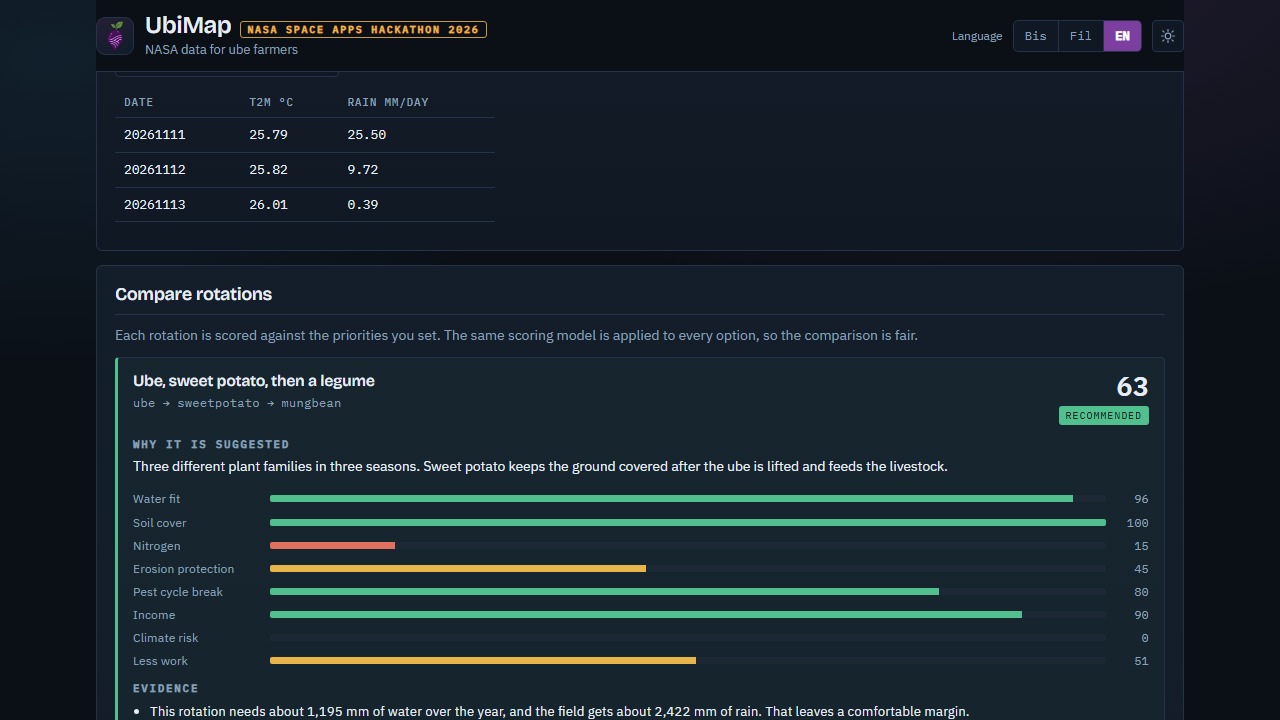 UbiMap NASA SPACE APPS HACKATHON 2026
NASA data for ube farmers
Language Bis Fil EN
DATE T2M °C RAIN MM/DAY
20261111 25.79 25.50
20261112 25.82 9.72
20261113 26.01 0.39
Compare rotations
Each rotation is scored against the priorities you set. The same scoring model is applied to every option, so the comparison is fair.
Ube, sweet potato, then a legume 63
ube → sweetpotato → mungbean
RECOMMENDED
WHY IT IS SUGGESTED
Three different plant families in three seasons. Sweet potato keeps the ground covered after the ube is lifted and feeds the livestock.
Water fit 96
Soil cover 100
Nitrogen 15
Erosion protection 45
Pest cycle break 80
Income 90
Climate risk 0
Less work 51
EVIDENCE
• This rotation needs about 1,195 mm of water over the year, and the field gets about 2,422 mm of rain. That leaves a comfortable margin.